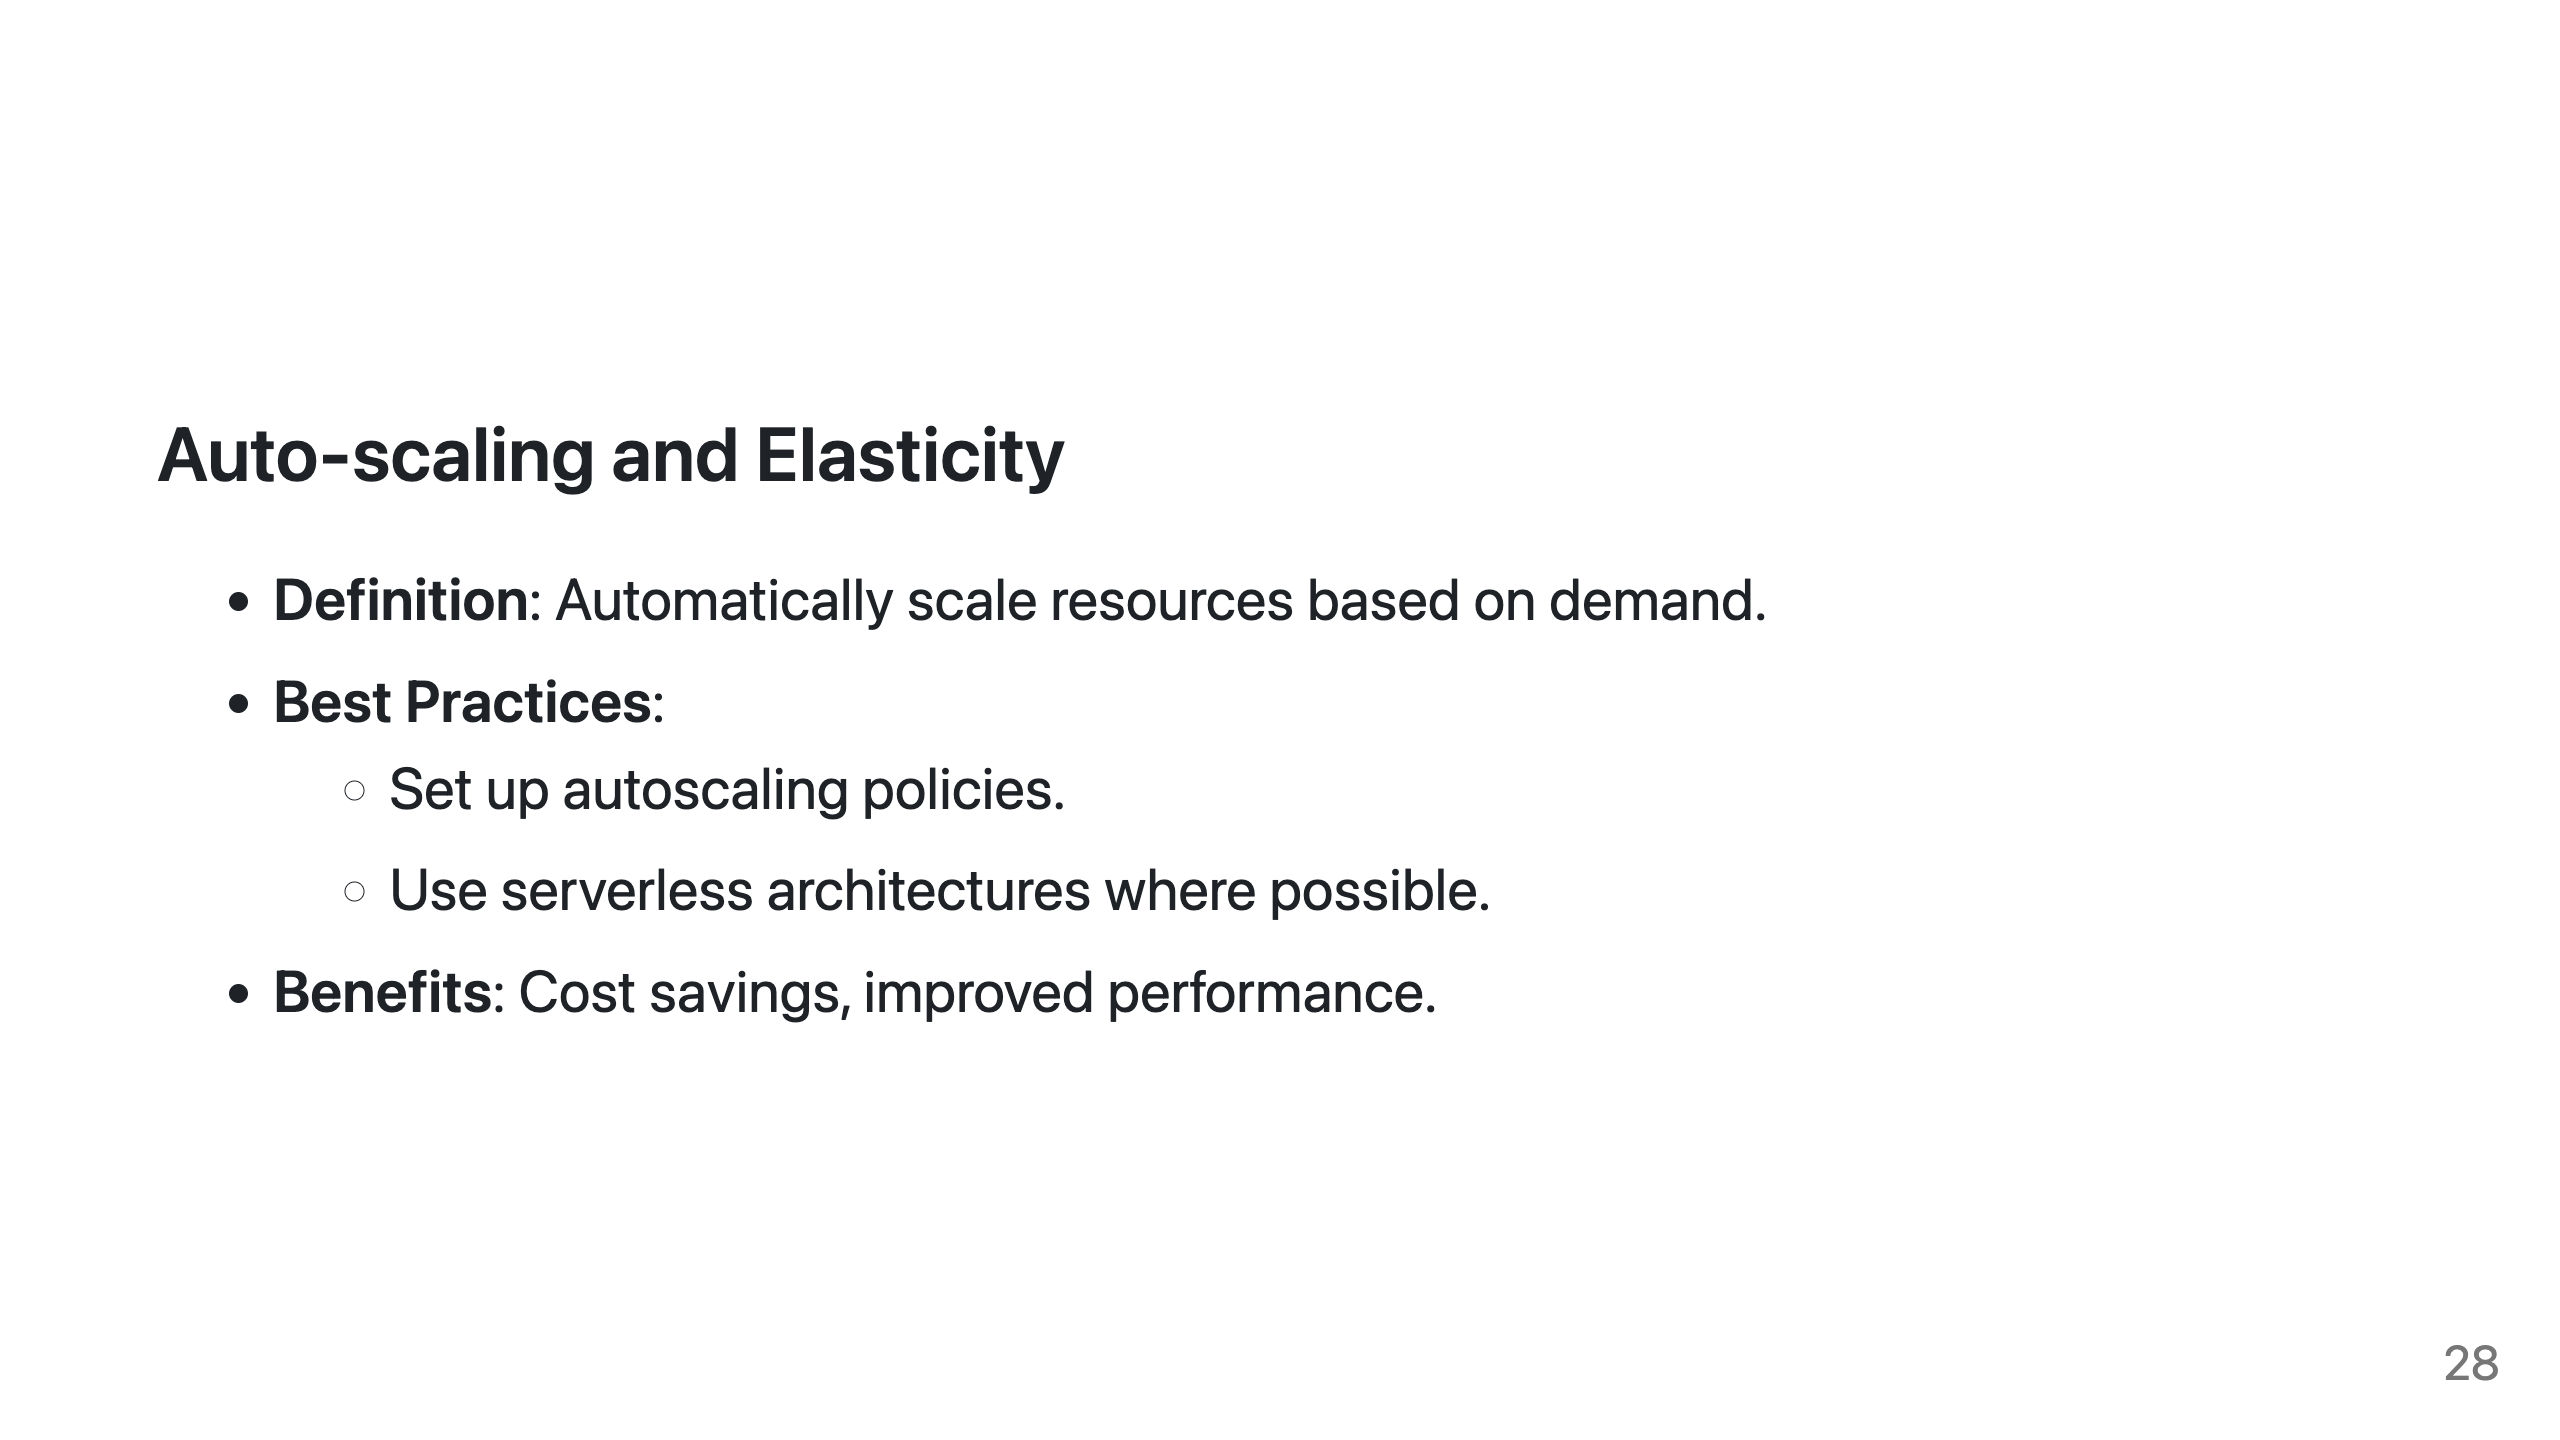 Auto-scaling and Elasticity
• Definition: Automatically scale resources based on demand.
• Best Practices:
○ Set up autoscaling policies.
○ Use serverless architectures where possible.
• Benefits: Cost savings, improved performance.
28